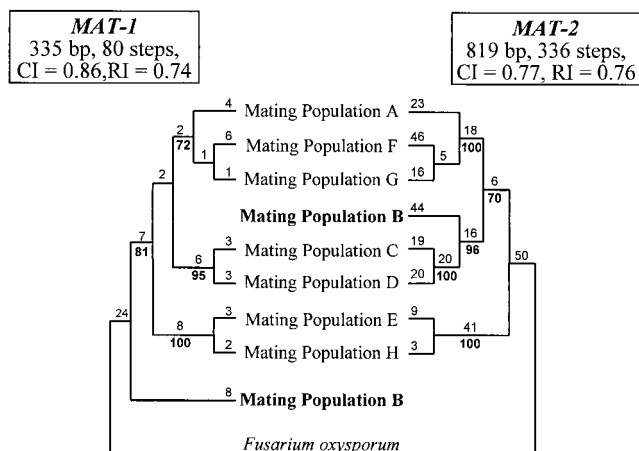 MAT-1
335 bp, 80 steps,
CI = 0.86,RI = 0.74
MAT-2
819 bp, 336 steps,
CI = 0.77, RI = 0.76
4 Mating Population A 23
2 18
72 100
6 Mating Population F 46
1 5
1 Mating Population G 16
2 6
70
Mating Population B 44
7 16
81 96
3 Mating Population C 19
6 20 50
95 100
3 Mating Population D 20
24
3 Mating Population E 9
8 41
100 100
2 Mating Population H 3
8 Mating Population B
Fusarium oxysporum